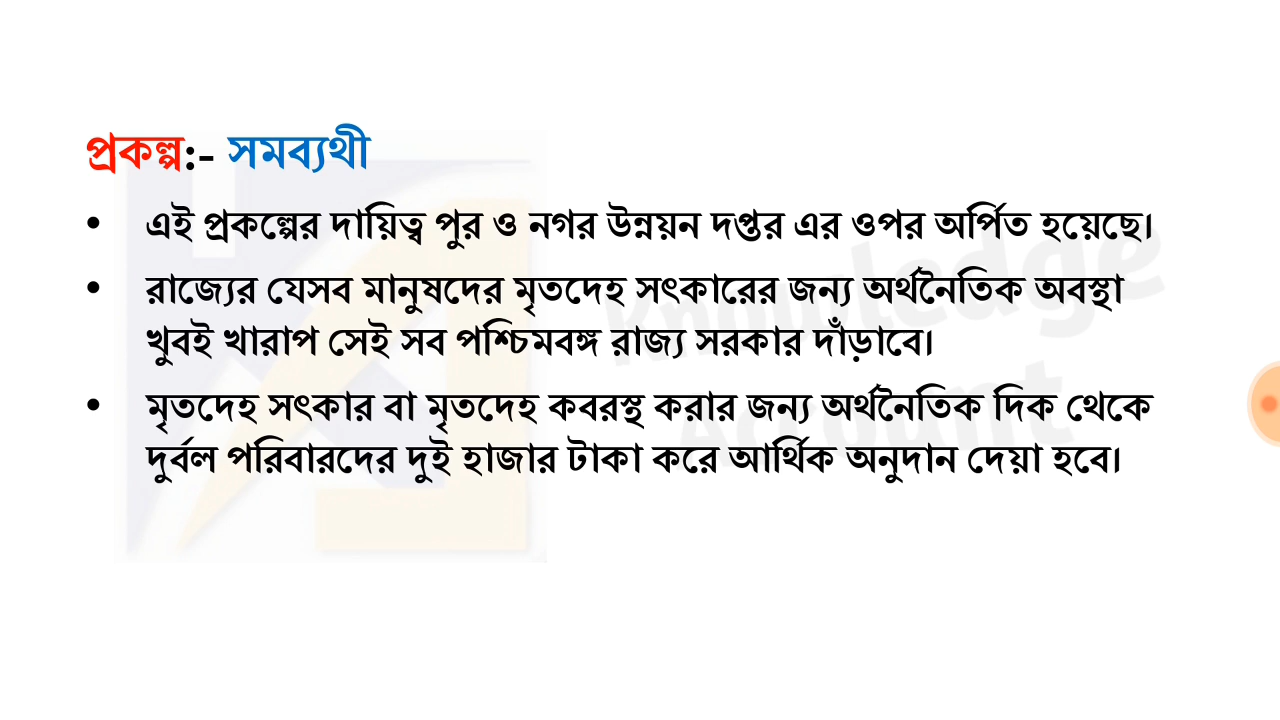 প্রকল্প:- সমব্যথী
• এই প্রকল্পের দায়িত্ব পুর ও নগর উন্নয়ন দপ্তর এর ওপর অর্পিত হয়েছে।
• রাজ্যের যেসব মানুষদের মৃতদেহ সৎকারের জন্য অর্থনৈতিক অবস্থা
খুবই খারাপ সেই সব পশ্চিমবঙ্গ রাজ্য সরকার দাঁড়াবে।
• মৃতদেহ সৎকার বা মৃতদেহ কবরস্থ করার জন্য অর্থনৈতিক দিক থেকে
দুর্বল পরিবারদের দুই হাজার টাকা করে আর্থিক অনুদান দেয়া হবে।
Knowledge
Account